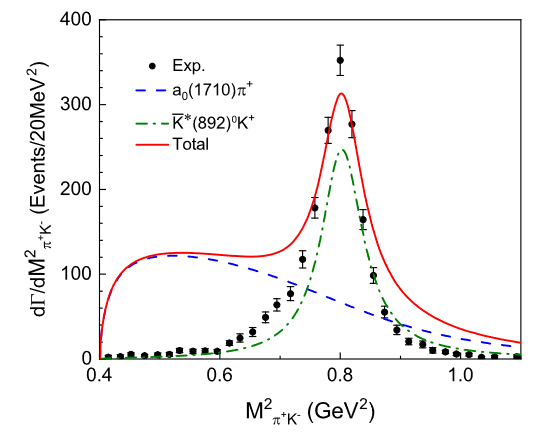 400
300
200
100
0
dΓ/dM²π⁺K⁻ (Events/20MeV²)
Exp.
a₀(1710)π⁺
K̅*(892)⁰K⁺
Total
0.4 0.6 0.8 1.0
M²π⁺K⁻ (GeV²)